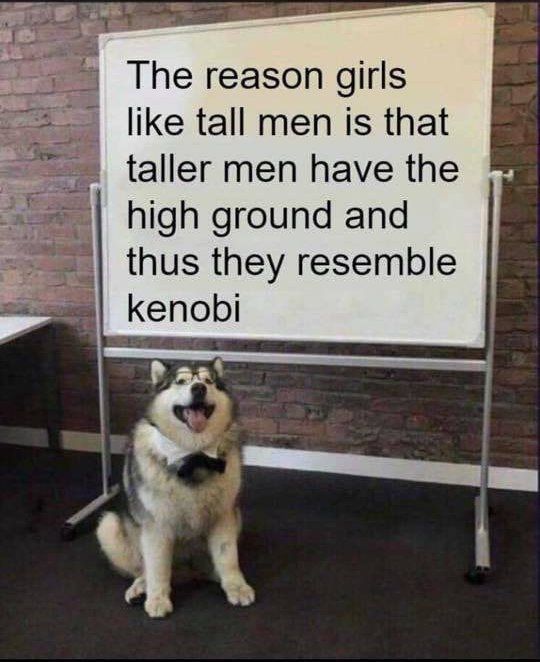 The reason girls
like tall men is that
taller men have the
high ground and
thus they resemble
kenobi